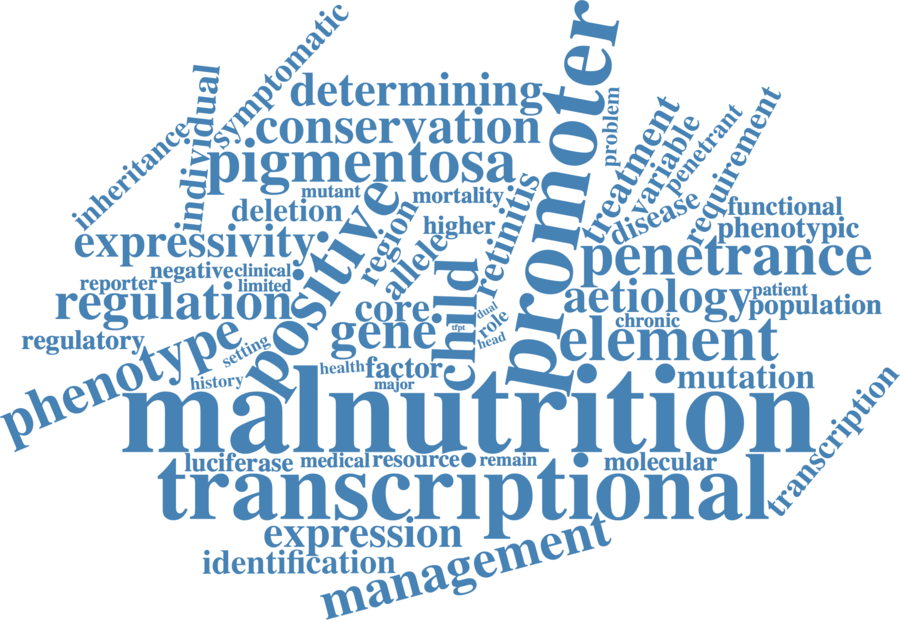 symptomatic
individual
inheritance
determining
conservation
pigmentosa
promoter
problem
treatment
variable
penetrant
requirement
disease
mutant
mortality
deletion
higher
retinitis
region
allele
positive
expressivity
functional
phenotypic
penetrance
negative
clinical
reporter
limited
regulation
core
gene
child
tfpt
dual
role
head
aetiology
patient
population
chronic
element
regulatory
phenotype
setting
history
health
factor
major
mutation
malnutrition
luciferase
medical
resource
remain
molecular
transcription
transcriptional
expression
identification
management